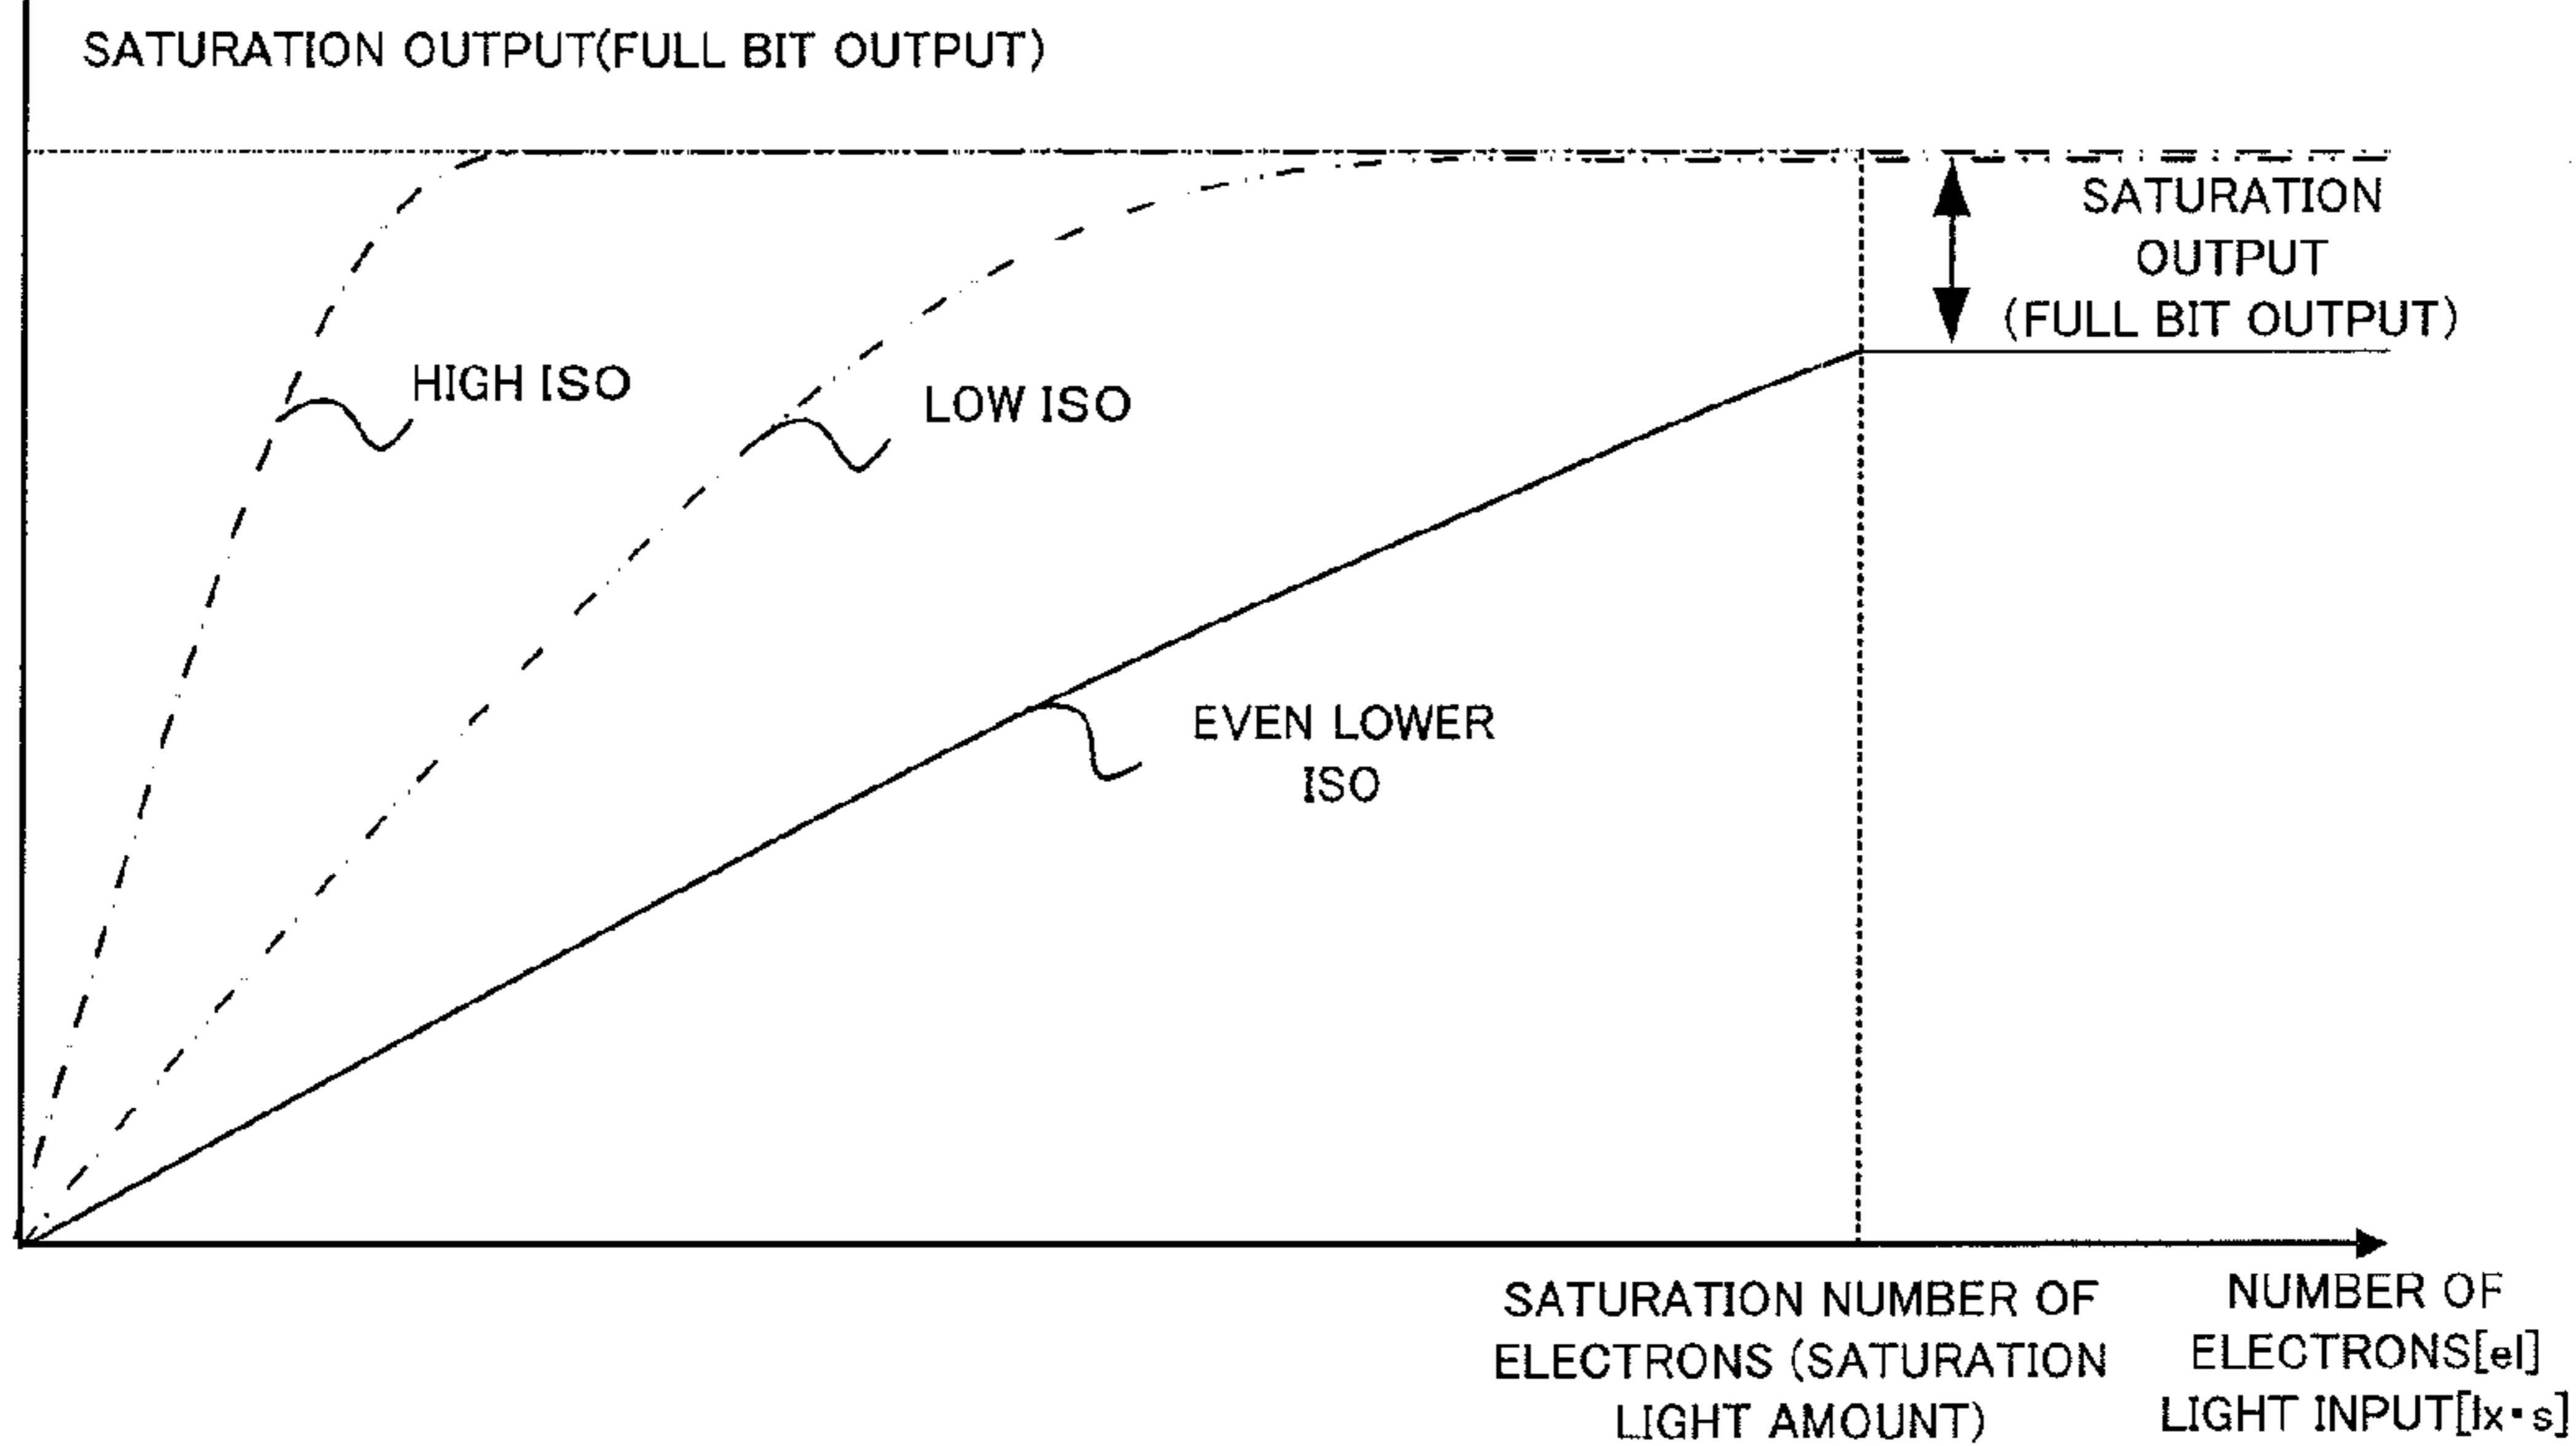 SATURATION OUTPUT(FULL BIT OUTPUT)
SATURATION
OUTPUT
(FULL BIT OUTPUT)
HIGH ISO
LOW ISO
EVEN LOWER
ISO
SATURATION NUMBER OF
ELECTRONS (SATURATION
LIGHT AMOUNT)
NUMBER OF
ELECTRONS[el]
LIGHT INPUT[lx・s]